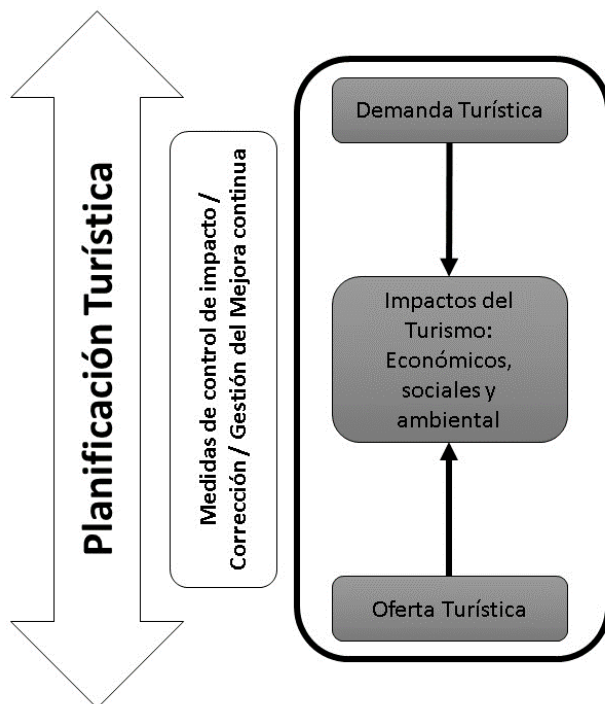 Planificación Turística
Medidas de control de impacto /
Corrección / Gestión del Mejora continua
Demanda Turística
Impactos del
Turismo:
Económicos,
sociales y
ambiental
Oferta Turística